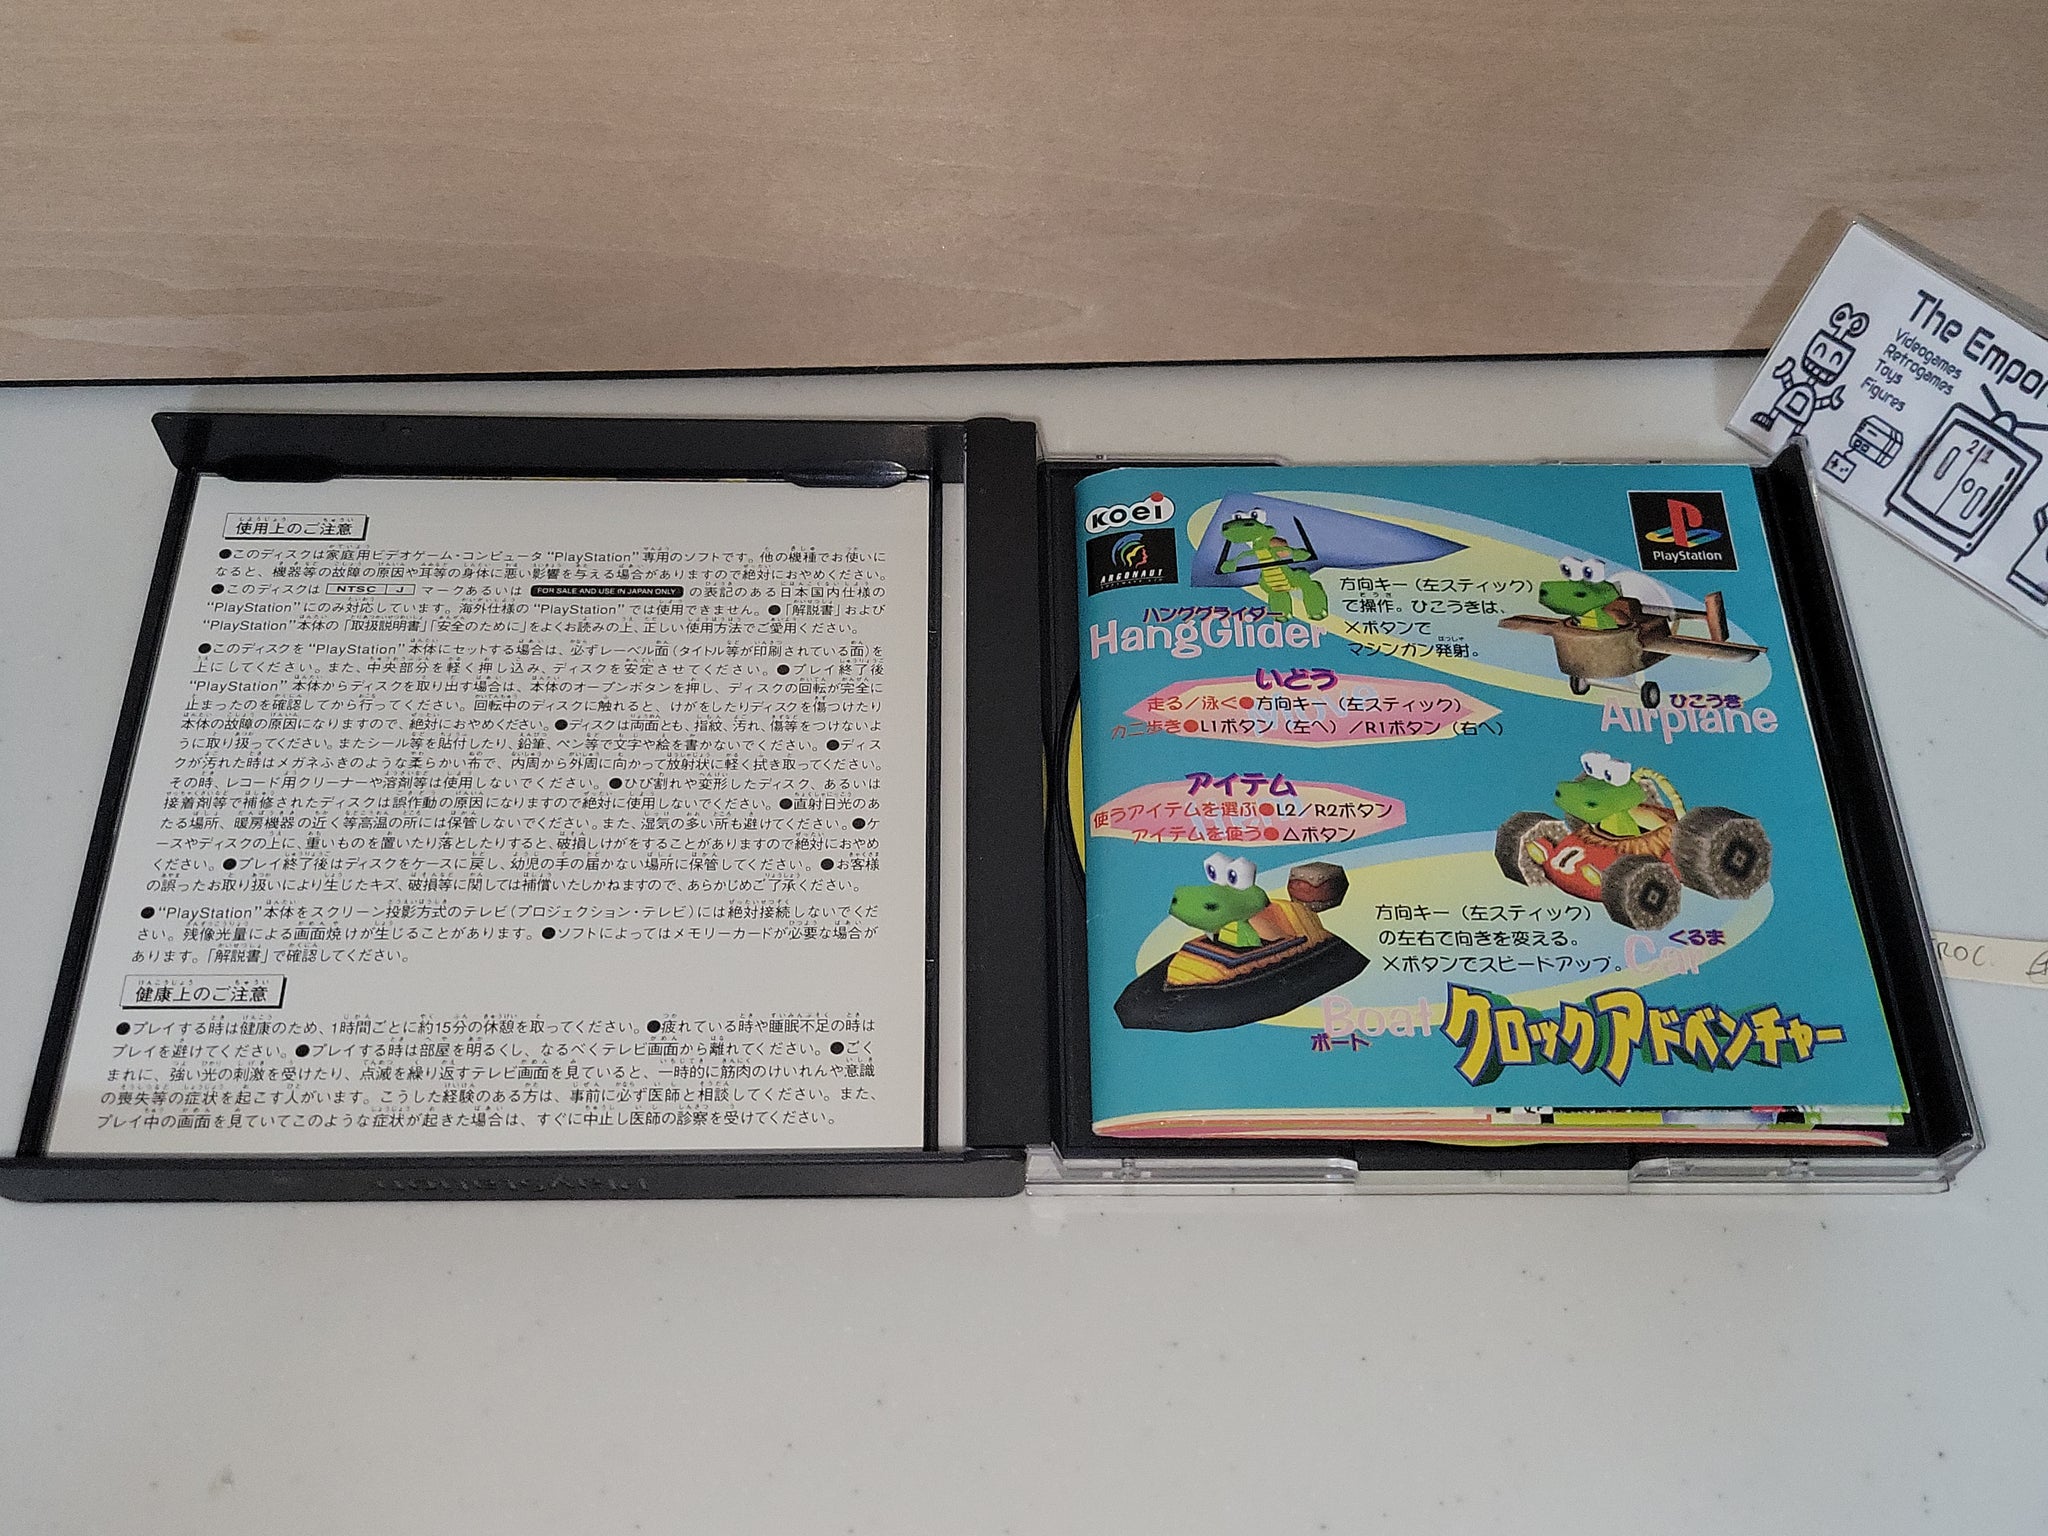 使用上のご注意
●このディスクは家庭用ビデオゲーム・コンピュータ“PlayStation”専用のソフトです。他の機種でお使いに
なると、機器等の故障の原因や耳等の身体に悪い影響を与える場合がありますので絶対におやめください。
●このディスクは NTSC J マークあるいは FOR SALE AND USE IN JAPAN ONLY の表記のある日本国内仕様の
“PlayStation”にのみ対応しています。海外仕様の“PlayStation”では使用できません。●「解説書」および
“PlayStation”本体の「取扱説明書」「安全のために」をよくお読みの上、正しい使用方法でご愛用ください。
●このディスクを“PlayStation”本体にセットする場合は、必ずレーベル面（タイトル等が印刷されている面）を
上にしてください。また、中央部分を軽く押し込み、ディスクを安定させてください。●プレイ終了後
“PlayStation”本体からディスクを取り出す場合は、本体のオープンボタンを押し、ディスクの回転が完全に
止まったのを確認してから行ってください。回転中のディスクに触れると、けがをしたりディスクを傷つけたり
本体の故障の原因になりますので、絶対におやめください。●ディスクは両面とも、指紋、汚れ、傷等をつけないよ
うに取り扱ってください。またシール等を貼付したり、鉛筆、ペン等で文字や絵を書かないでください。●ディス
クが汚れた時はメガネふきのような柔らかい布で、内周から外周に向かって放射状に軽く拭き取ってください。
その時、レコード用クリーナーや溶剤等は使用しないでください。●ひび割れや変形したディスク、あるいは
接着剤等で補修されたディスクは誤作動の原因になりますので絶対に使用しないでください。●直射日光のあ
たる場所、暖房機器の近く等高温の所には保管しないでください。また、湿気の多い所も避けてください。●ケ
ースやディスクの上に、重いものを置いたり落としたりすると、破損しけがをすることがありますので絶対におやめ
ください。●プレイ終了後はディスクをケースに戻し、幼児の手の届かない場所に保管してください。●お客様
の誤ったお取り扱いにより生じたキズ、破損等に関しては補償いたしかねますので、あらかじめご了承ください。
●“PlayStation”本体をスクリーン投影方式のテレビ（プロジェクション・テレビ）には絶対接続しないでくだ
さい。残像光量による画面焼けが生じることがあります。●ソフトによってはメモリーカードが必要な場合が
あります。「解説書」で確認してください。
健康上のご注意
●プレイする時は健康のため、1時間ごとに約15分の休憩を取ってください。●疲れている時や睡眠不足の時は
プレイを避けてください。●プレイする時は部屋を明るくし、なるべくテレビ画面から離れてください。●ごく
まれに、強い光の刺激を受けたり、点滅を繰り返すテレビ画面を見ていると、一時的に筋肉のけいれんや意識
の喪失等の症状を起こす人がいます。こうした経験のある方は、事前に必ず医師と相談してください。また、
プレイ中の画面を見ていてこのような症状が起きた場合は、すぐに中止し医師の診察を受けてください。
KOEI
ARGONAUT
PlayStation
ハンググライダー
HangGlider
方向キー（左スティック）
で操作。ひこうきは、
×ボタンで
マシンガン発射。
ひこうき
Airplane
いどう
走る／泳ぐ●方向キー（左スティック）
カニ歩き●L1ボタン（左へ）／R1ボタン（右へ）
アイテム
使うアイテムを選ぶ●L2／R2ボタン
アイテムを使う●△ボタン
方向キー（左スティック）
の左右で向きを変える。
×ボタンでスピードアップ。
くるま
Car
Boat
ボート
クロックアドベンチャー
The Empor
Videogames
Retrogames
Toys
Figures
2 1
ROC.